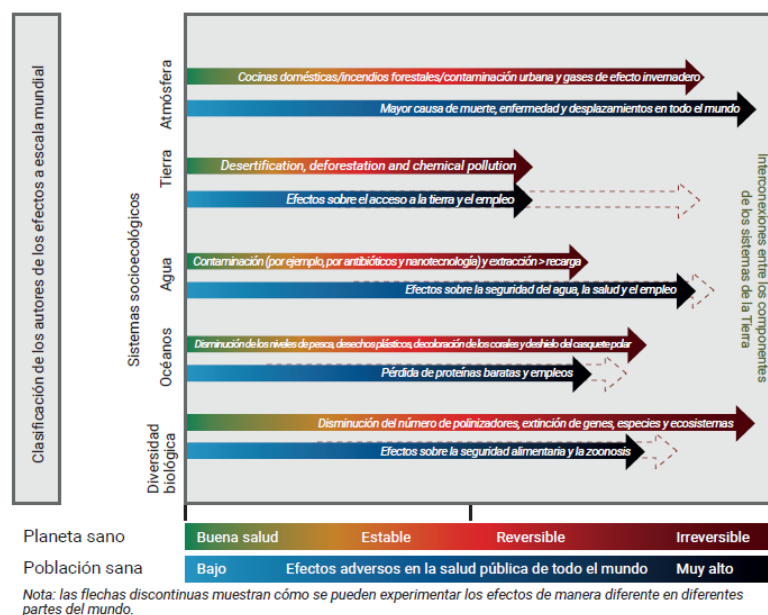 Clasificación de los autores de los efectos a escala mundial
Sistemas socioecológicos
Atmósfera
Cocinas domésticas/incendios forestales/contaminación urbana y gases de efecto invernadero
Mayor causa de muerte, enfermedad y desplazamientos en todo el mundo
Tierra
Desertification, deforestation and chemical pollution
Efectos sobre el acceso a la tierra y el empleo
Agua
Contaminación (por ejemplo, por antibióticos y nanotecnología) y extracción > recarga
Efectos sobre la seguridad del agua, la salud y el empleo
Océanos
Disminución de los niveles de pesca, desechos plásticos, decoloración de los corales y deshielo del casquete polar
Pérdida de proteínas baratas y empleos
Diversidad
biológica
Disminución del número de polinizadores, extinción de genes, especies y ecosistemas
Efectos sobre la seguridad alimentaria y la zoonosis
Interconexiones entre los componentes
de los sistemas de la Tierra
Planeta sano
Buena salud Estable Reversible Irreversible
Población sana
Bajo Efectos adversos en la salud pública de todo el mundo Muy alto
Nota: las flechas discontinuas muestran cómo se pueden experimentar los efectos de manera diferente en diferentes
partes del mundo.